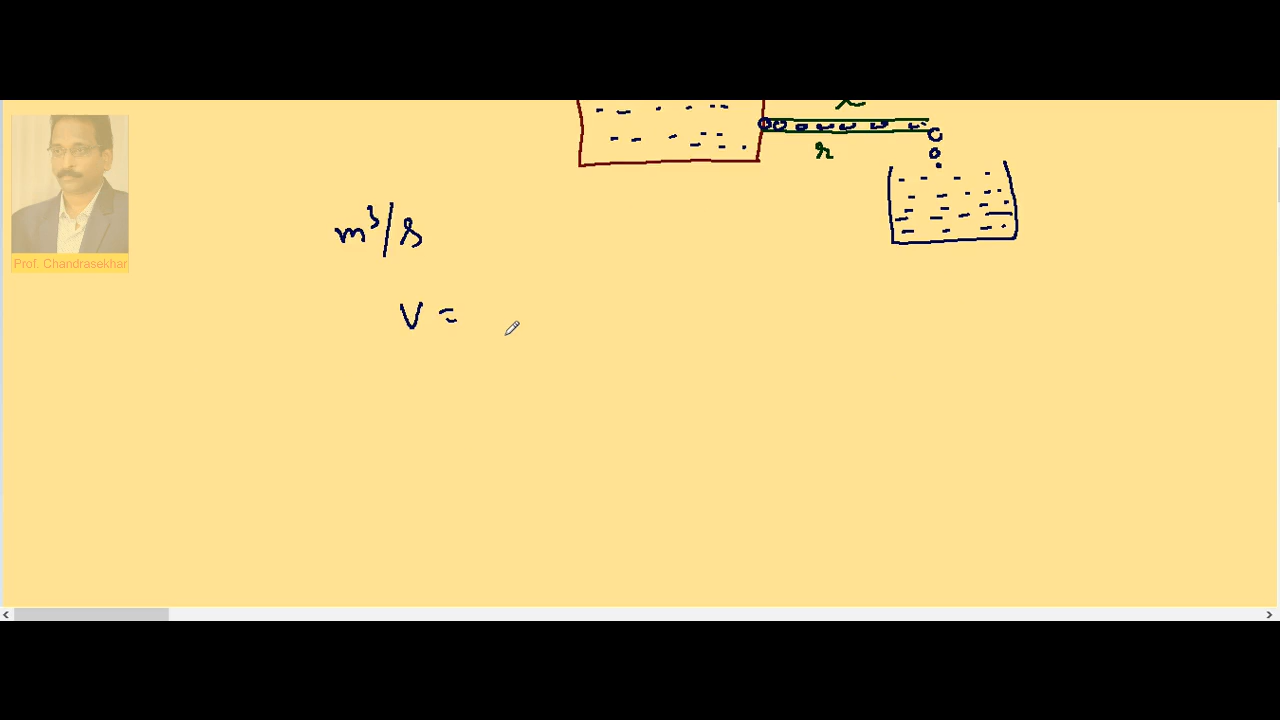 r
m³/s
Prof. Chandrasekhar
V =